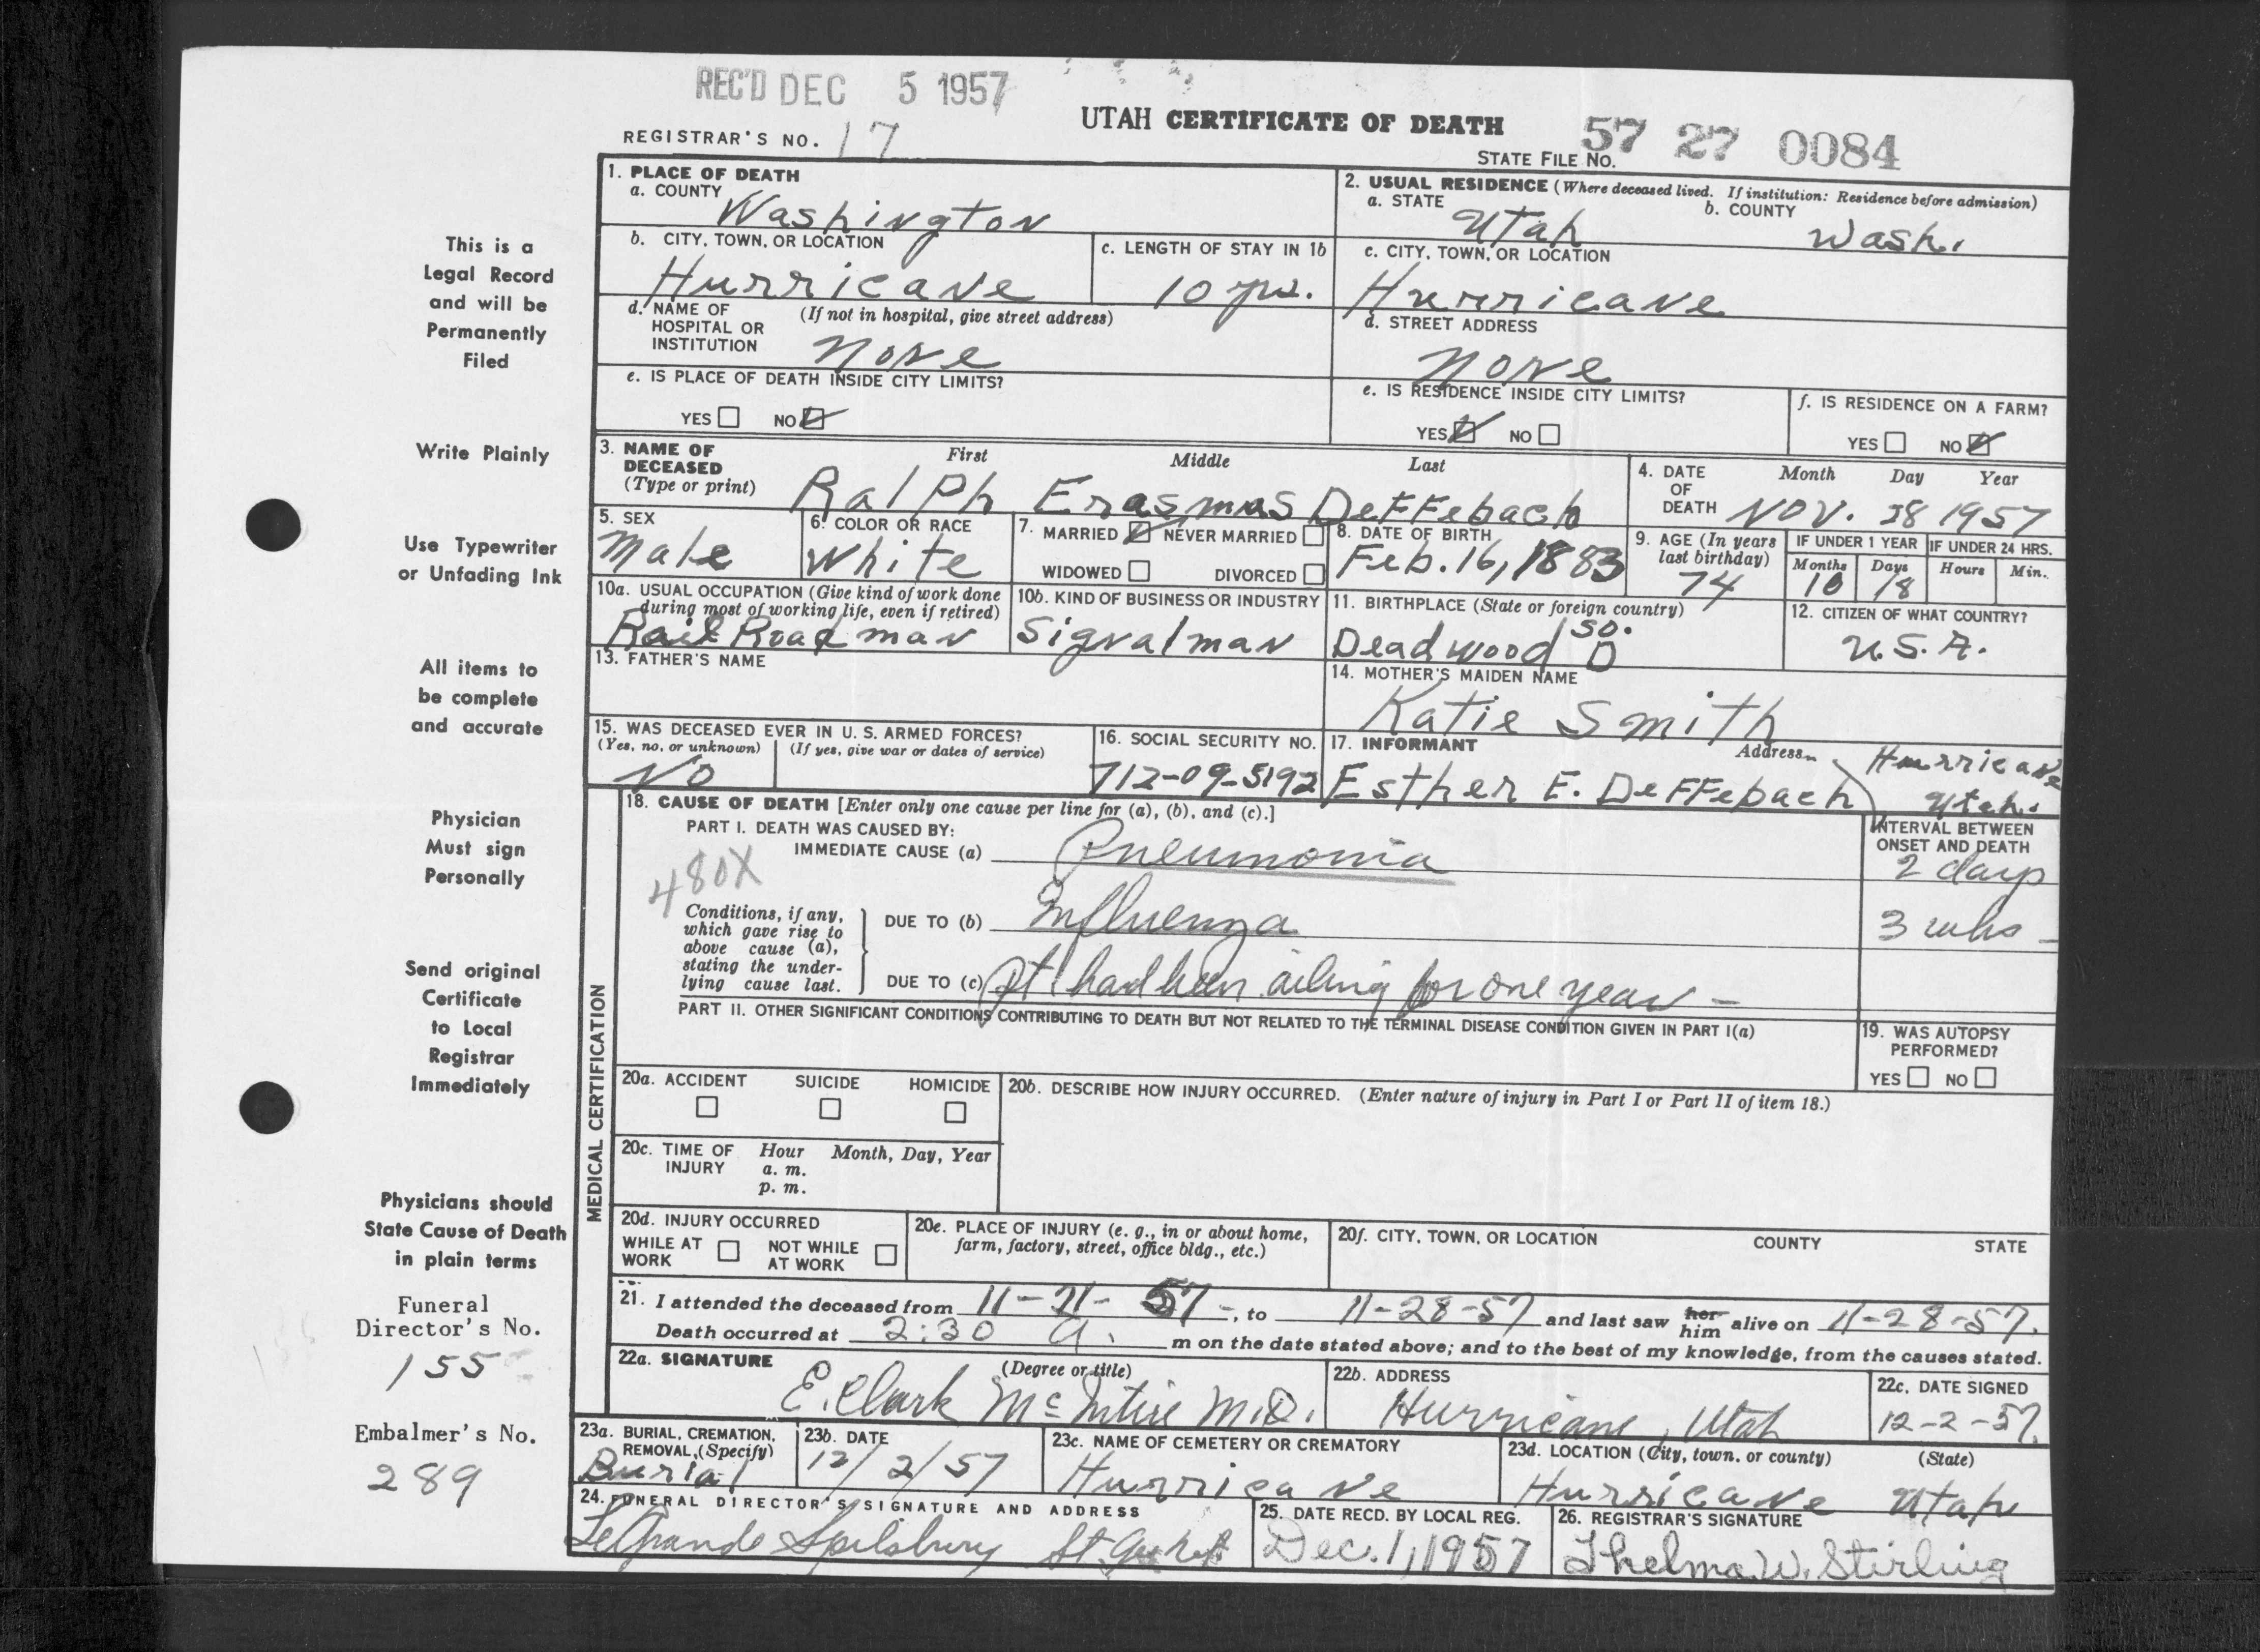 REC'D DEC 5 1957
UTAH CERTIFICATE OF DEATH
57 27 0084
REGISTRAR'S NO. 17
STATE FILE NO.
This is a
Legal Record
and will be
Permanently
Filed
Write Plainly
Use Typewriter
or Unfading Ink
All items to
be complete
and accurate
Physician
Must sign
Personally
Send original
Certificate
to Local
Registrar
Immediately
Physicians should
State Cause of Death
in plain terms
Funeral
Director's No.
155
Embalmer's No.
289
1. PLACE OF DEATH
a. COUNTY
Washington
2. USUAL RESIDENCE (Where deceased lived. If institution: Residence before admission)
a. STATE
Utah
b. COUNTY
Wash.
b. CITY, TOWN, OR LOCATION
Hurricane
c. LENGTH OF STAY IN 1b
10 yrs.
c. CITY, TOWN, OR LOCATION
Hurricane
d. NAME OF (If not in hospital, give street address)
HOSPITAL OR
INSTITUTION
None
d. STREET ADDRESS
None
e. IS PLACE OF DEATH INSIDE CITY LIMITS?
YES NO
e. IS RESIDENCE INSIDE CITY LIMITS?
YES NO
f. IS RESIDENCE ON A FARM?
YES NO
3. NAME OF
DECEASED
(Type or print)
First Middle Last
Ralph Erasmus Deffebach
4. DATE
OF
DEATH
Month Day Year
Nov. 28 1957
5. SEX
Male
6. COLOR OR RACE
White
7. MARRIED NEVER MARRIED
WIDOWED DIVORCED
8. DATE OF BIRTH
Feb. 16, 1883
9. AGE (In years
last birthday)
74
IF UNDER 1 YEAR
Months Days
10 18
IF UNDER 24 HRS.
Hours Min.
10a. USUAL OCCUPATION (Give kind of work done
during most of working life, even if retired)
Rail Road man
10b. KIND OF BUSINESS OR INDUSTRY
Signalman
11. BIRTHPLACE (State or foreign country)
Deadwood So. D
12. CITIZEN OF WHAT COUNTRY?
U.S.A.
13. FATHER'S NAME
14. MOTHER'S MAIDEN NAME
Katie Smith
15. WAS DECEASED EVER IN U. S. ARMED FORCES?
(Yes, no, or unknown) (If yes, give war or dates of service)
No
16. SOCIAL SECURITY NO.
712-09-5192
17. INFORMANT Address
Esther E. Deffebach
Hurricane
Utah.
MEDICAL CERTIFICATION
18. CAUSE OF DEATH [Enter only one cause per line for (a), (b), and (c).]
PART I. DEATH WAS CAUSED BY:
IMMEDIATE CAUSE (a) Pneumonia
INTERVAL BETWEEN
ONSET AND DEATH
2 days
480X
Conditions, if any,
which gave rise to
above cause (a),
stating the under-
lying cause last.
DUE TO (b) Influenza
3 wks -
DUE TO (c) Pt had been ailing for one year -
PART II. OTHER SIGNIFICANT CONDITIONS CONTRIBUTING TO DEATH BUT NOT RELATED TO THE TERMINAL DISEASE CONDITION GIVEN IN PART I(a)
19. WAS AUTOPSY
PERFORMED?
YES NO
20a. ACCIDENT SUICIDE HOMICIDE
20b. DESCRIBE HOW INJURY OCCURRED. (Enter nature of injury in Part I or Part II of item 18.)
20c. TIME OF
INJURY
Hour Month, Day, Year
a. m.
p. m.
20d. INJURY OCCURRED
WHILE AT
WORK
NOT WHILE
AT WORK
20e. PLACE OF INJURY (e. g., in or about home,
farm, factory, street, office bldg., etc.)
20f. CITY, TOWN, OR LOCATION COUNTY STATE
21. I attended the deceased from 11-21-57-, to 11-28-57 and last saw her him alive on 11-28-57.
Death occurred at 2:30 A. m on the date stated above; and to the best of my knowledge, from the causes stated.
22a. SIGNATURE (Degree or title)
E. Clark McIntire M.D.
22b. ADDRESS
Hurricane, Utah
22c. DATE SIGNED
12-2-57.
23a. BURIAL, CREMATION,
REMOVAL, (Specify)
Burial
23b. DATE
12/2/57
23c. NAME OF CEMETERY OR CREMATORY
Hurricane
23d. LOCATION (City, town, or county) (State)
Hurricane Utah
24. FUNERAL DIRECTOR'S SIGNATURE AND ADDRESS
LeGrande Spilsbury St.
25. DATE RECD. BY LOCAL REG.
Dec. 1, 1957
26. REGISTRAR'S SIGNATURE
Thelma W. Stirling